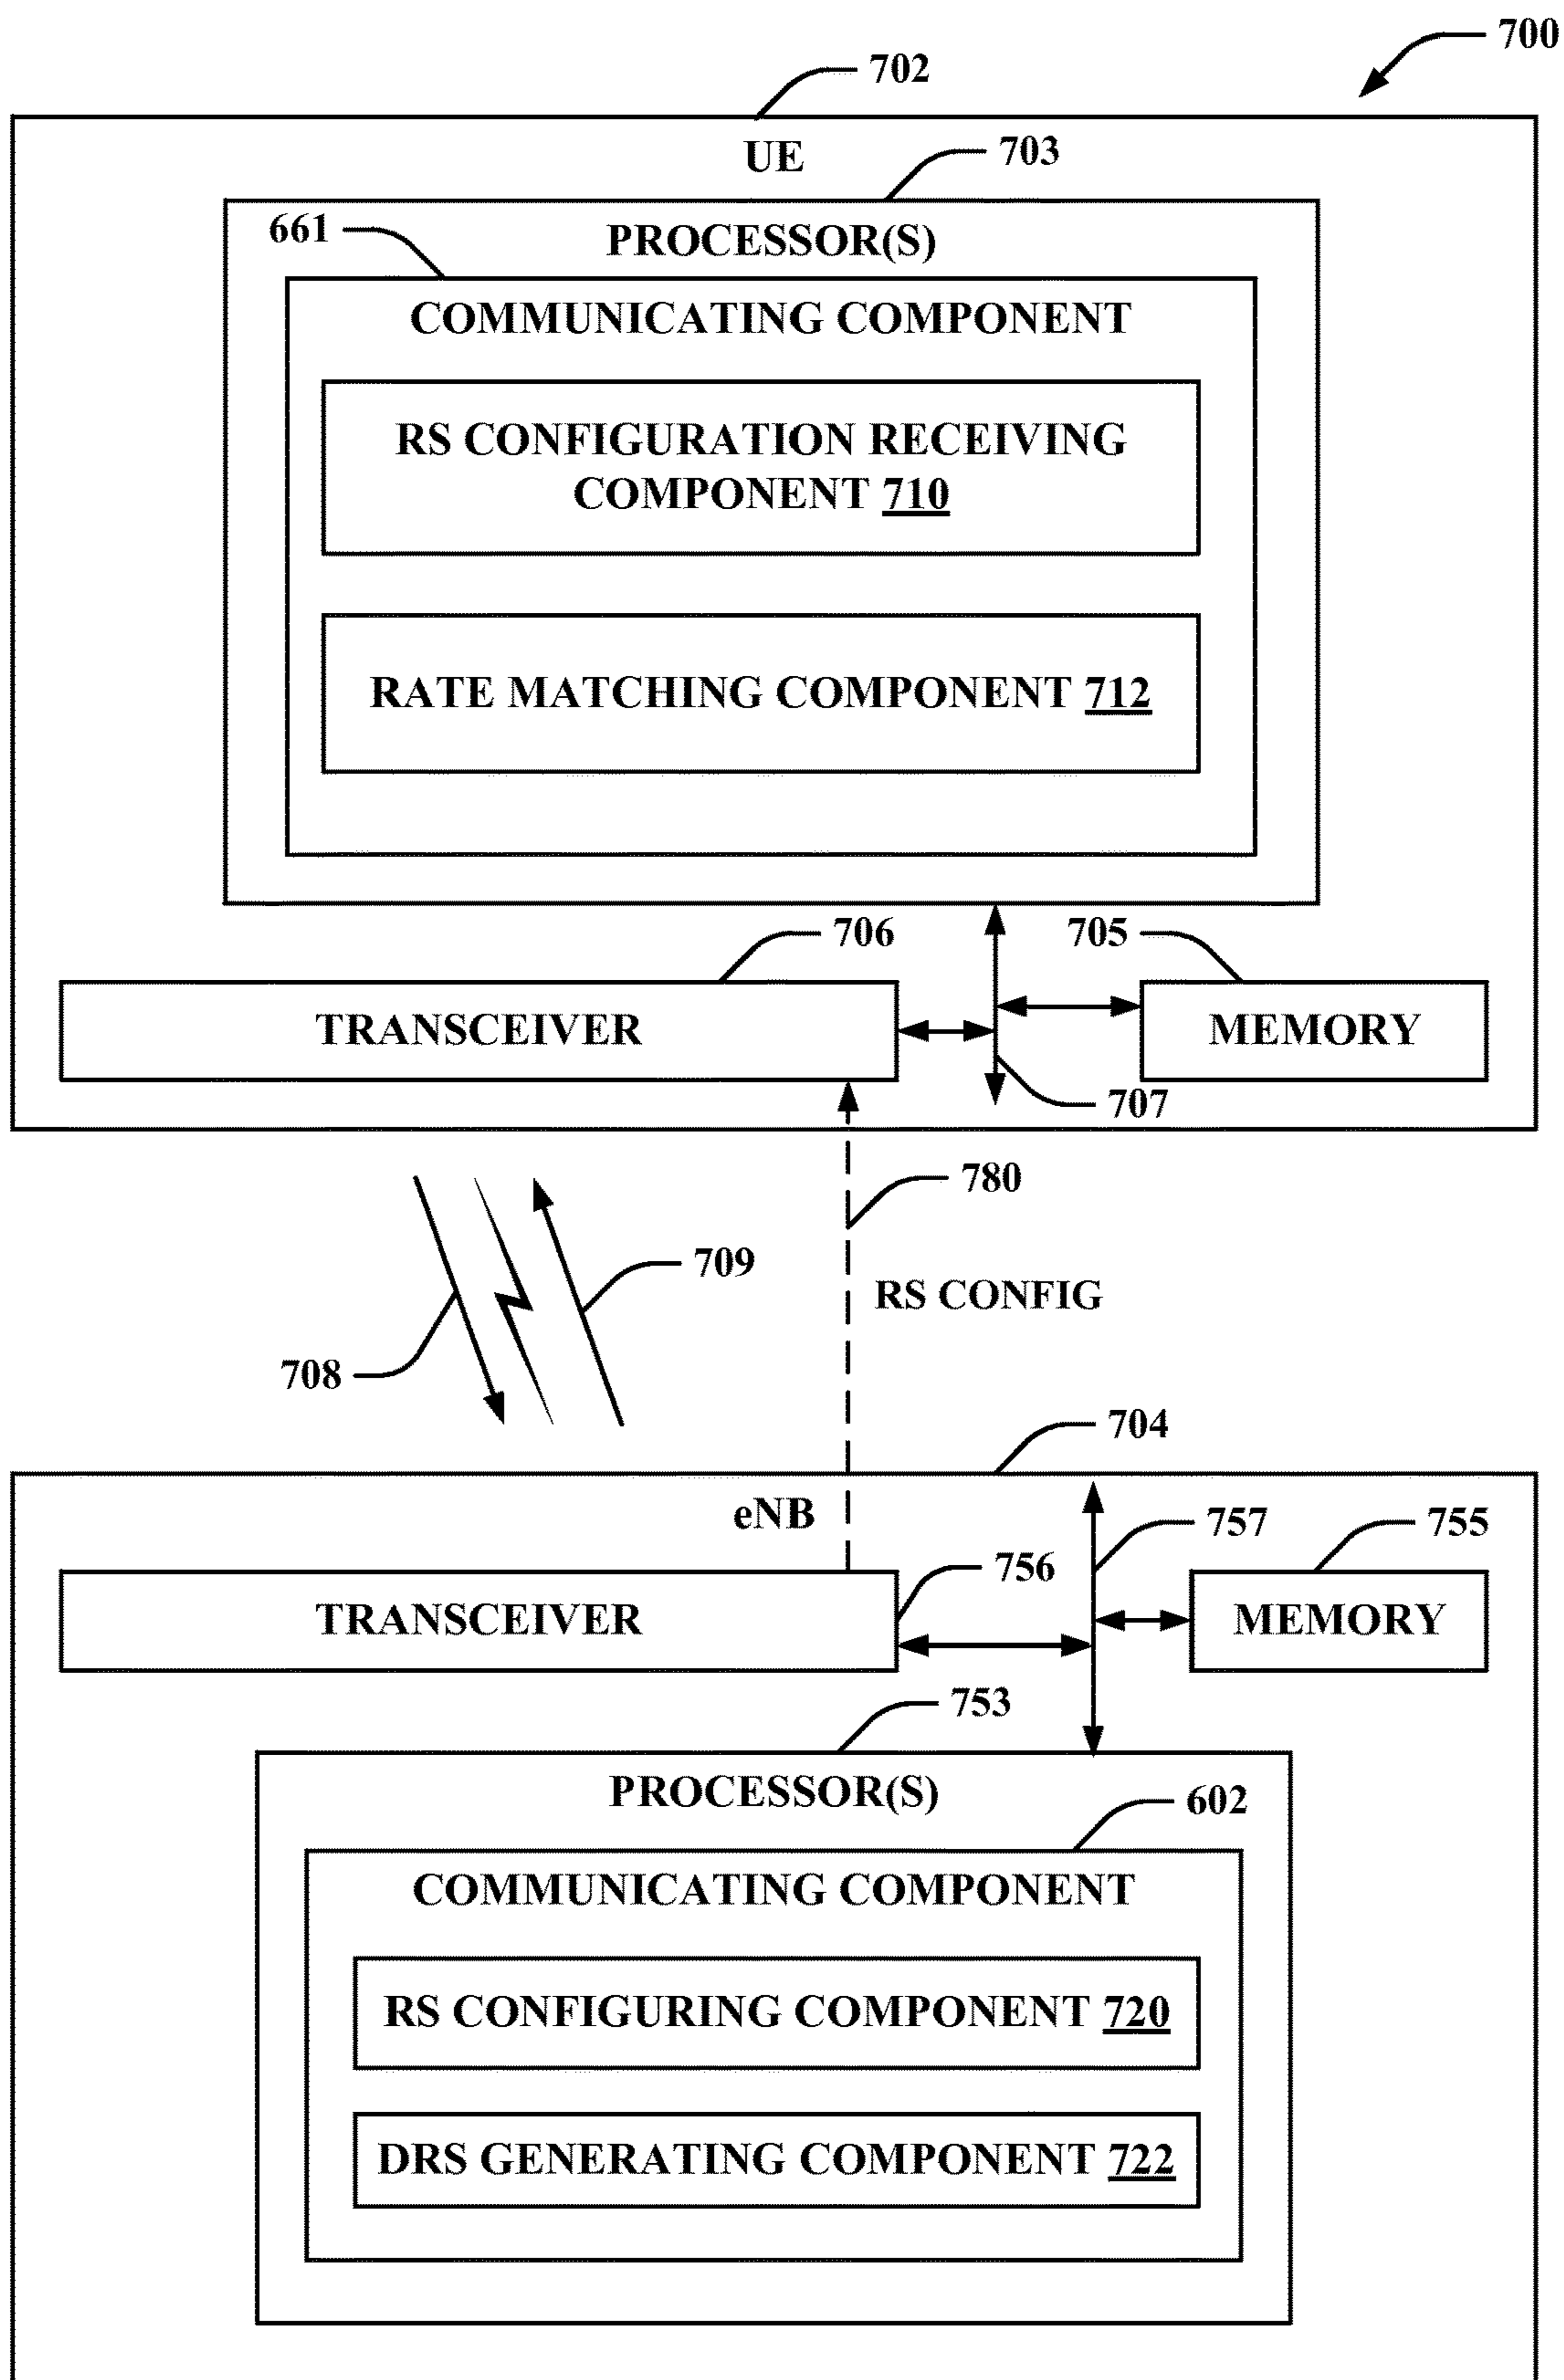 700
702
UE
703
661
PROCESSOR(S)
COMMUNICATING COMPONENT
RS CONFIGURATION RECEIVING
COMPONENT 710
RATE MATCHING COMPONENT 712
706
705
TRANSCEIVER
MEMORY
707
780
709
RS CONFIG
708
704
eNB
757
755
756
TRANSCEIVER
MEMORY
753
PROCESSOR(S)
602
COMMUNICATING COMPONENT
RS CONFIGURING COMPONENT 720
DRS GENERATING COMPONENT 722